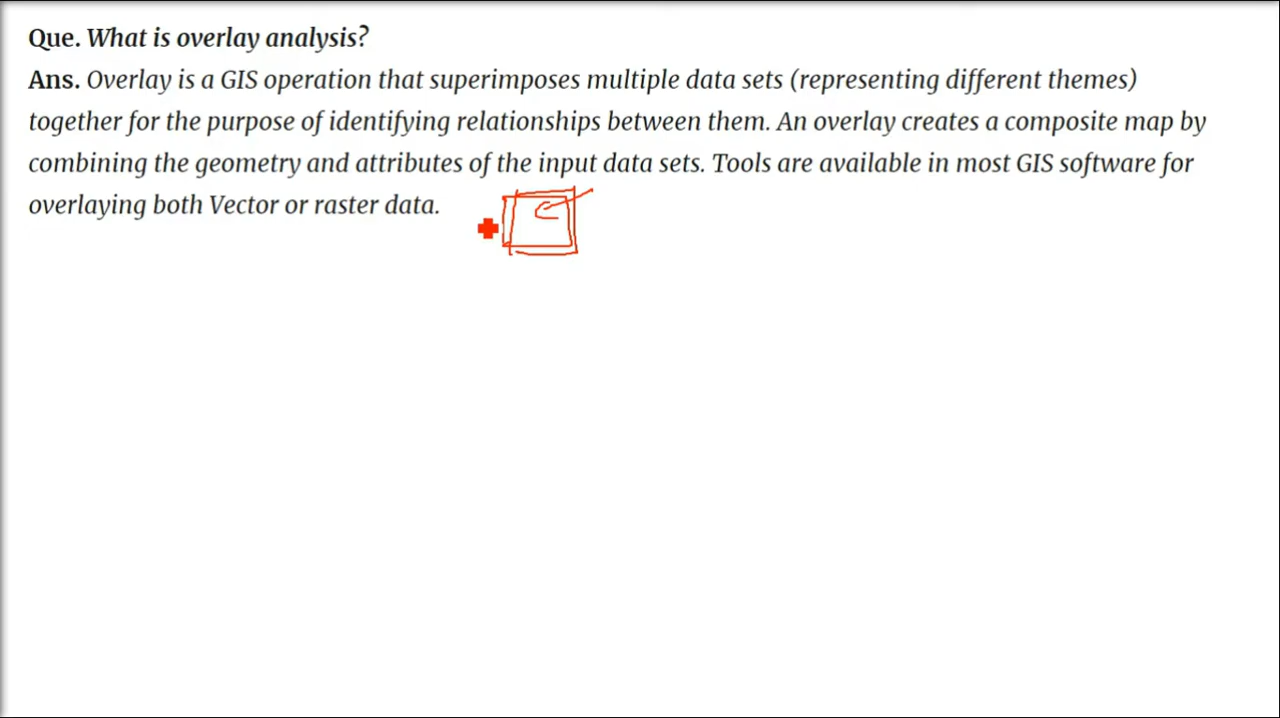 Que. What is overlay analysis?
Ans. Overlay is a GIS operation that superimposes multiple data sets (representing different themes)
together for the purpose of identifying relationships between them. An overlay creates a composite map by
combining the geometry and attributes of the input data sets. Tools are available in most GIS software for
overlaying both Vector or raster data.